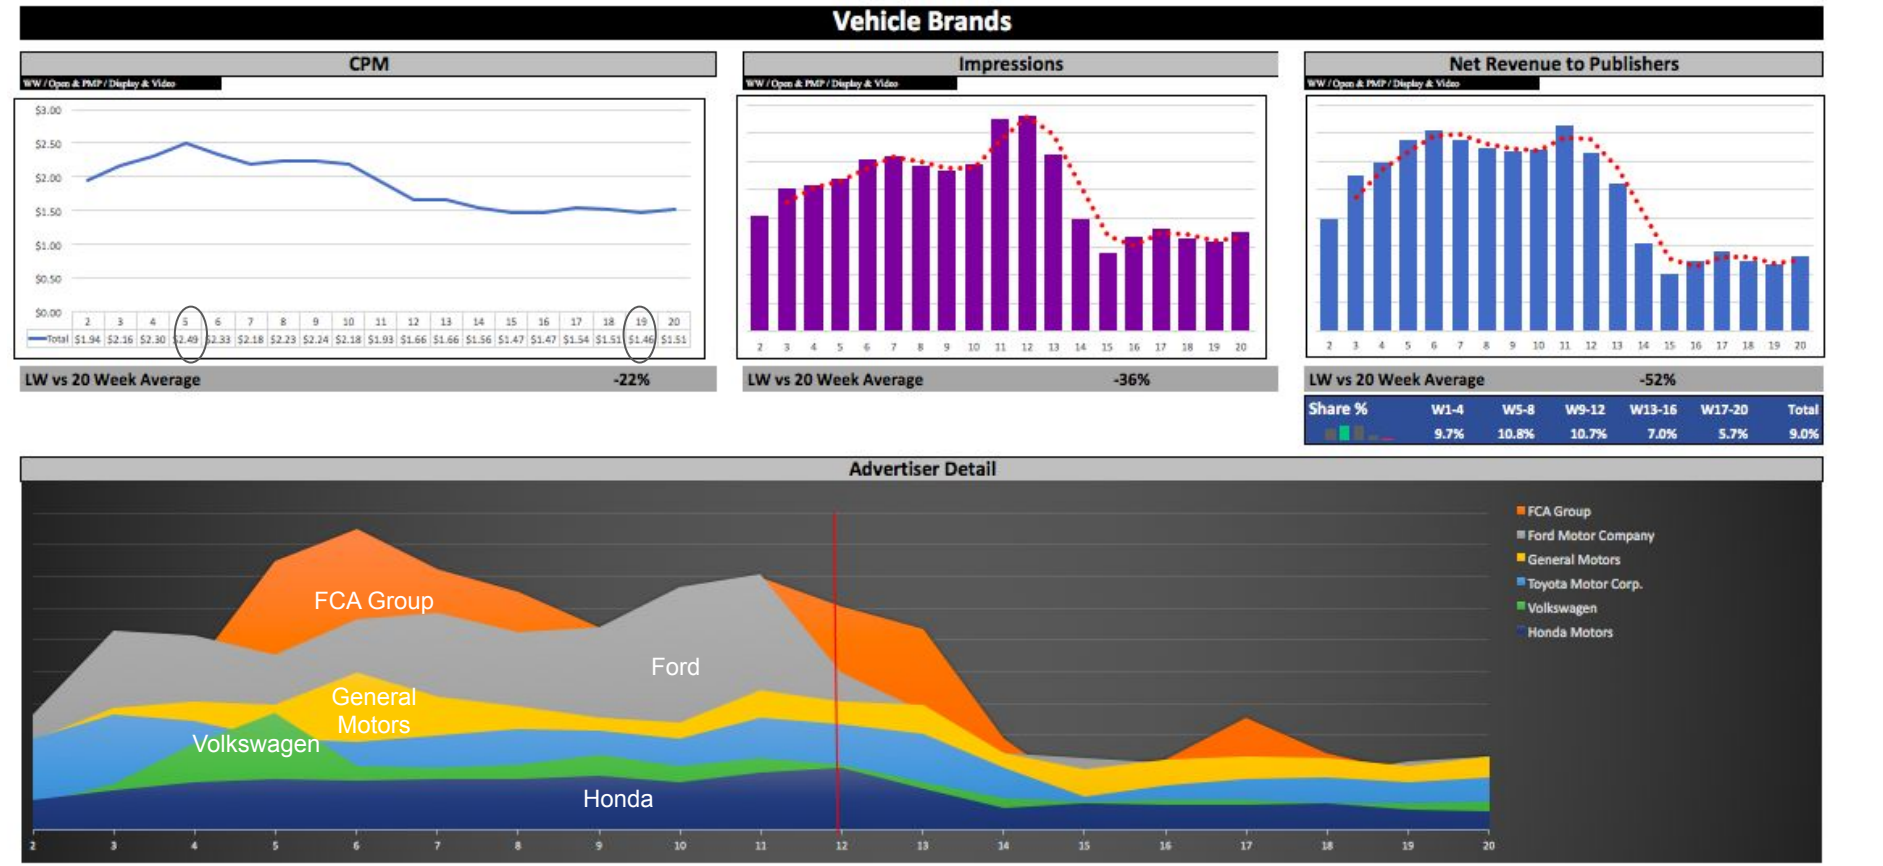 Vehicle Brands
CPM
WW / Open & PMP / Display & Video
$3.00
$2.50
$2.00
$1.50
$1.00
$0.50
$0.00
2 3 4 5 6 7 8 9 10 11 12 13 14 15 16 17 18 19 20
Total $1.94 $2.16 $2.30 $2.49 $2.33 $2.18 $2.23 $2.24 $2.18 $1.93 $1.66 $1.66 $1.56 $1.47 $1.47 $1.54 $1.51 $1.46 $1.51
LW vs 20 Week Average -22%
Impressions
WW / Open & PMP / Display & Video
2 3 4 5 6 7 8 9 10 11 12 13 14 15 16 17 18 19 20
LW vs 20 Week Average -36%
Net Revenue to Publishers
WW / Open & PMP / Display & Video
2 3 4 5 6 7 8 9 10 11 12 13 14 15 16 17 18 19 20
LW vs 20 Week Average -52%
Share % W1-4 W5-8 W9-12 W13-16 W17-20 Total
9.7% 10.8% 10.7% 7.0% 5.7% 9.0%
Advertiser Detail
FCA Group
Ford Motor Company
General Motors
Toyota Motor Corp.
Volkswagen
Honda Motors
FCA Group
Ford
General
Motors
Volkswagen
Honda
2 3 4 5 6 7 8 9 10 11 12 13 14 15 16 17 18 19 20